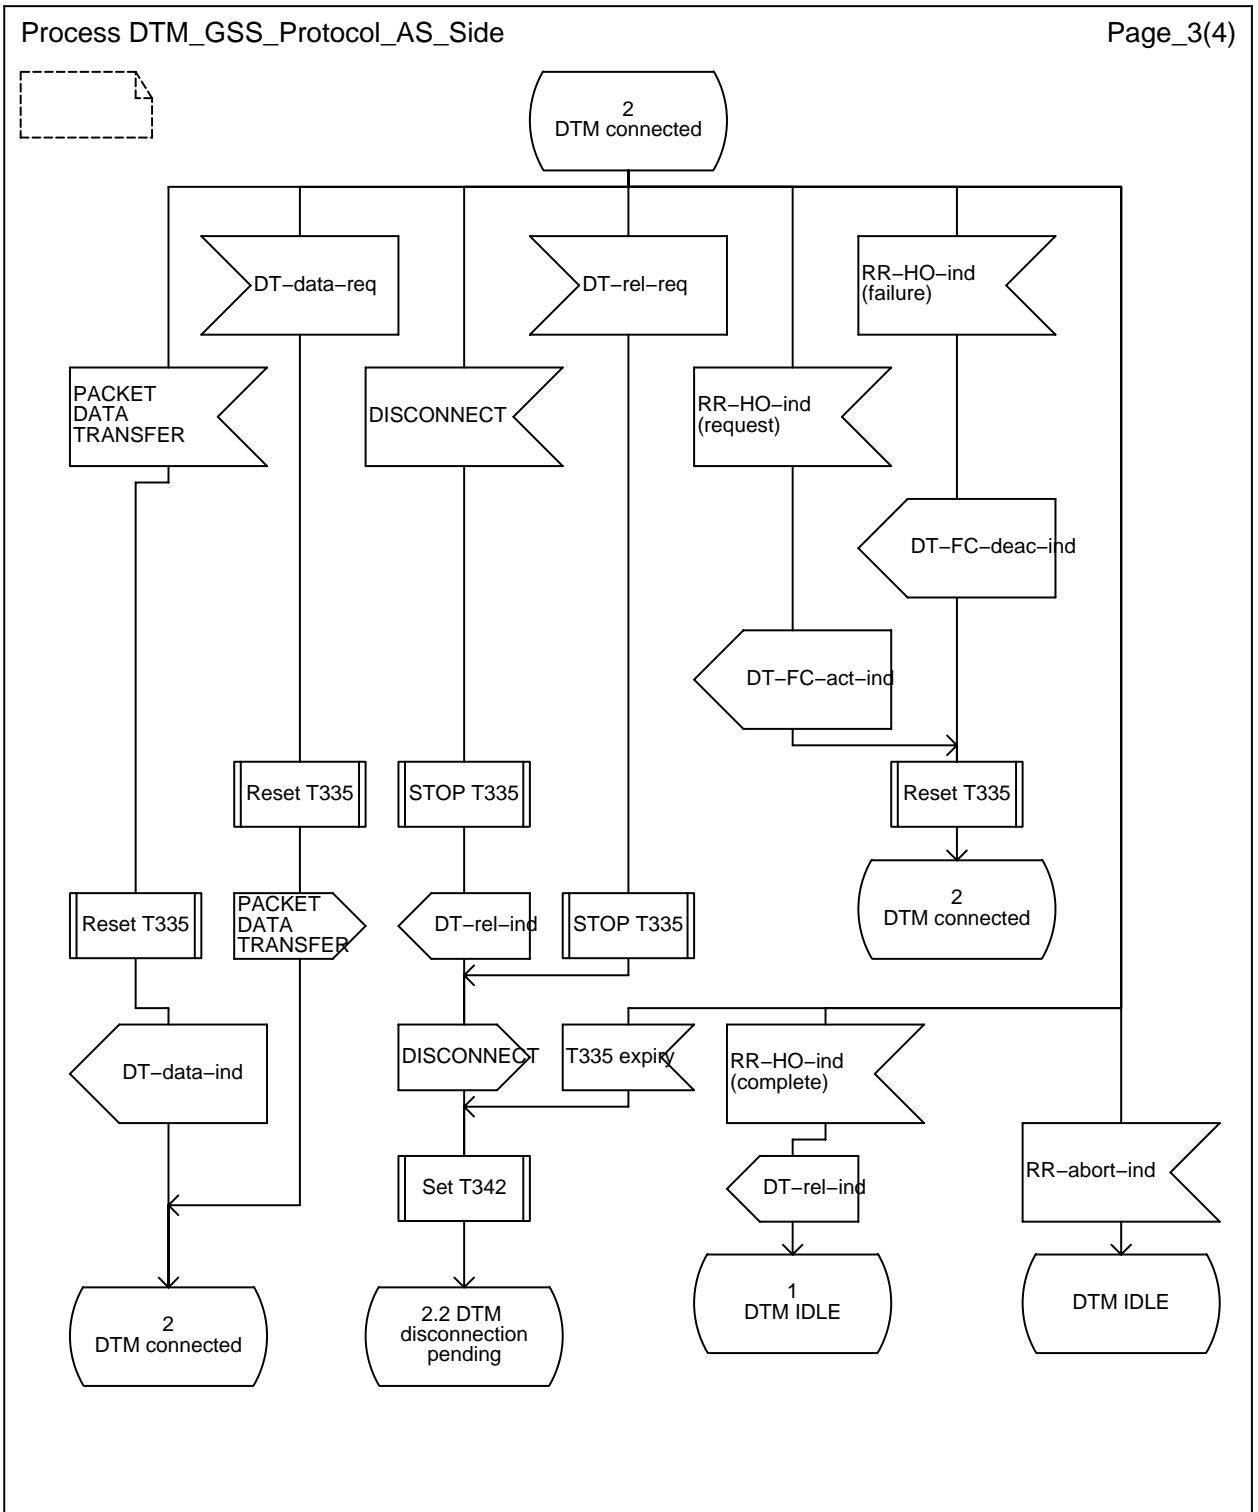 Process DTM_GSS_Protocol_AS_Side
Page_3(4)
2
DTM connected
DT−data−req
DT−rel−req
RR−HO−ind
(failure)
PACKET
DATA
TRANSFER
DISCONNECT
RR−HO−ind
(request)
DT−FC−deac−ind
DT−FC−act−ind
Reset T335
STOP T335
Reset T335
2
DTM connected
Reset T335
PACKET
DATA
TRANSFER
DT−rel−ind
STOP T335
DT−data−ind
DISCONNECT
T335 expiry
RR−HO−ind
(complete)
Set T342
DT−rel−ind
RR−abort−ind
2
DTM connected
2.2 DTM
disconnection
pending
1
DTM IDLE
DTM IDLE